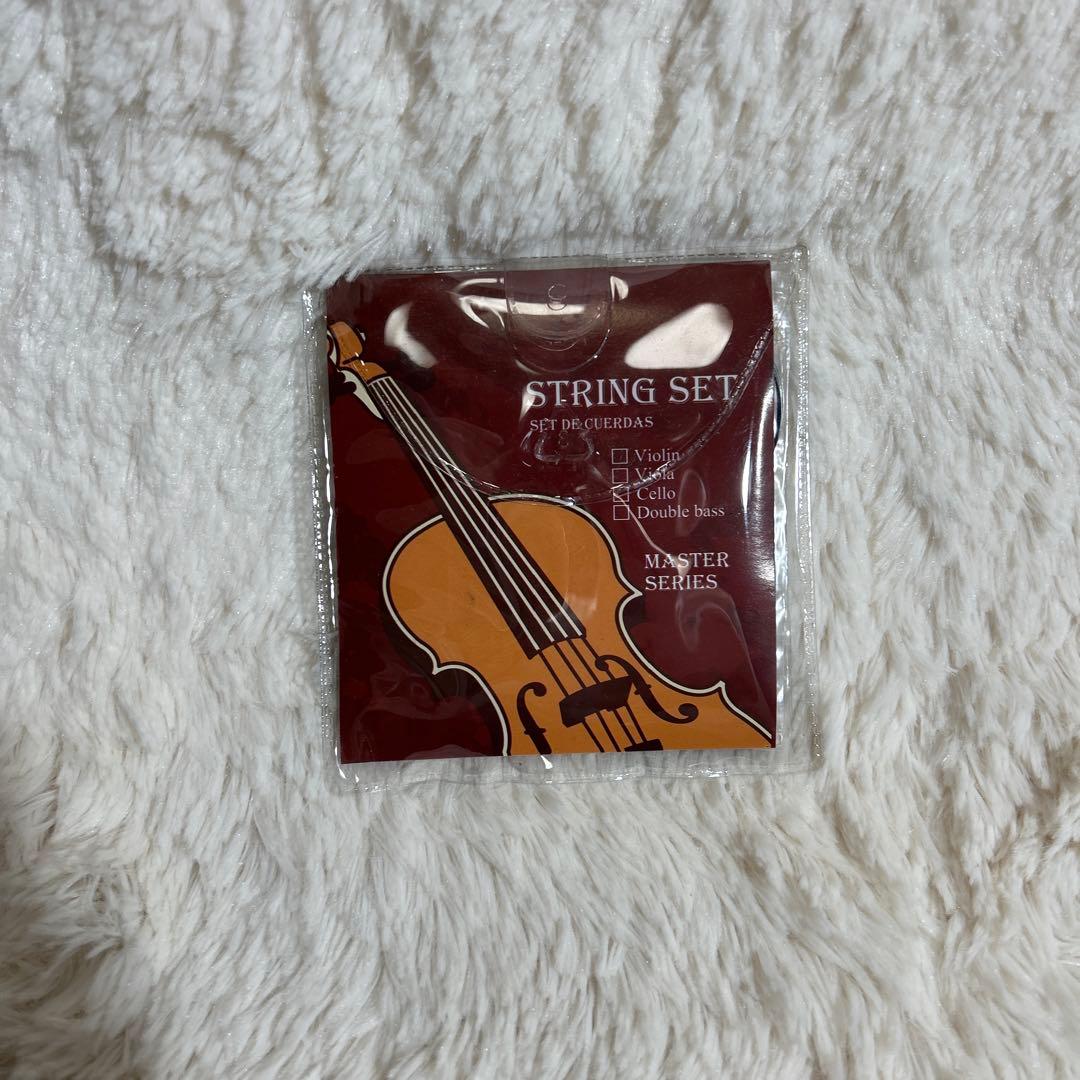 STRING SET
SET DE CUERDAS
Violin
Viola
Cello
Double bass
MASTER
SERIES